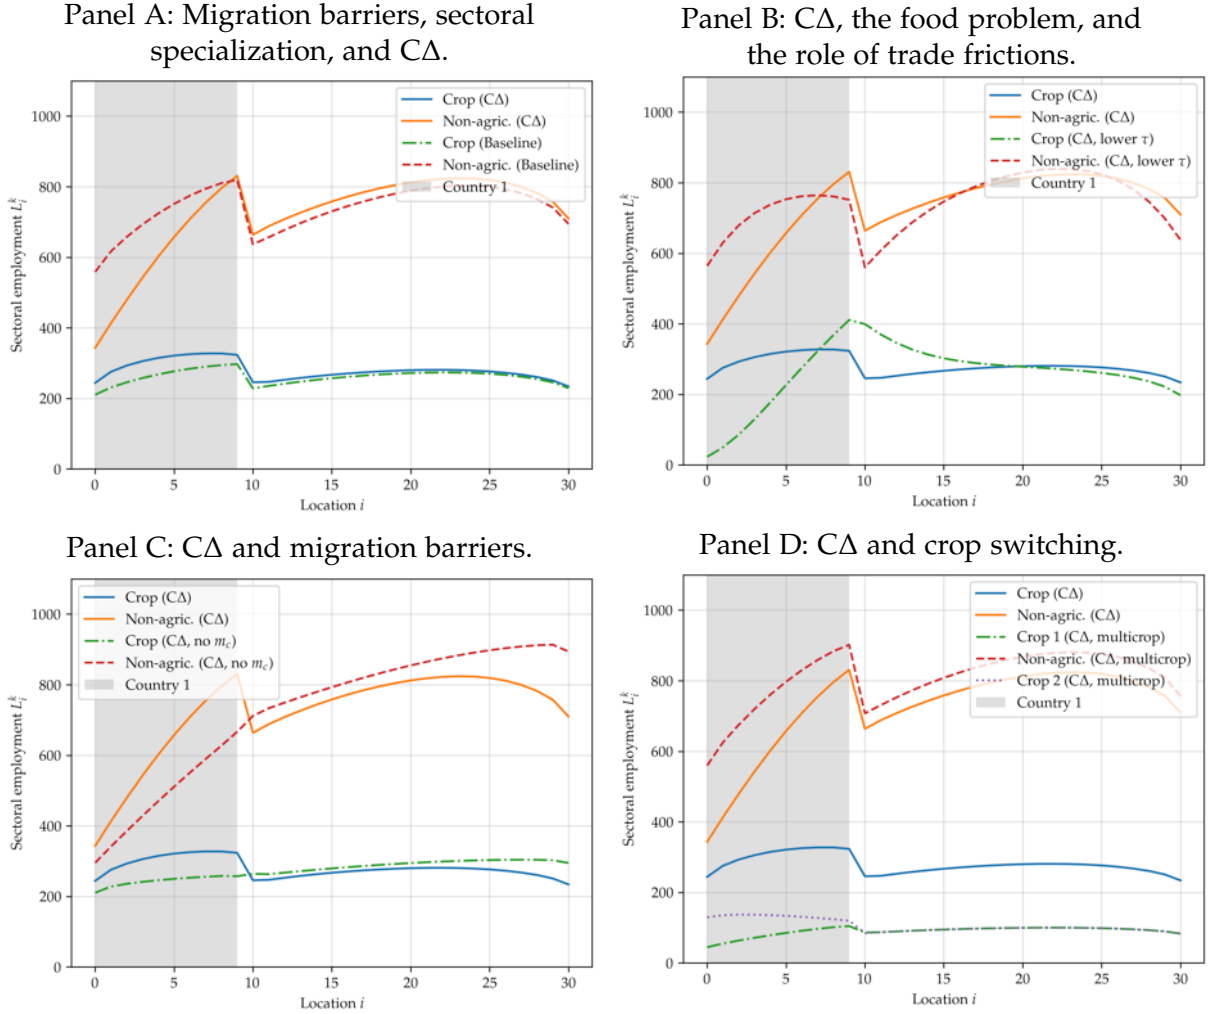 Panel A: Migration barriers, sectoral
specialization, and CΔ.
Crop (CΔ)
Non-agric. (CΔ)
Crop (Baseline)
Non-agric. (Baseline)
Country 1
Sectoral employment L_i^k
1000
800
600
400
200
0
0 5 10 15 20 25 30
Location i
Panel B: CΔ, the food problem, and
the role of trade frictions.
Crop (CΔ)
Non-agric. (CΔ)
Crop (CΔ, lower τ)
Non-agric. (CΔ, lower τ)
Country 1
Sectoral employment L_i^k
1000
800
600
400
200
0
0 5 10 15 20 25 30
Location i
Panel C: CΔ and migration barriers.
Crop (CΔ)
Non-agric. (CΔ)
Crop (CΔ, no m_c)
Non-agric. (CΔ, no m_c)
Country 1
Sectoral employment L_i^k
1000
800
600
400
200
0
0 5 10 15 20 25 30
Location i
Panel D: CΔ and crop switching.
Crop (CΔ)
Non-agric. (CΔ)
Crop 1 (CΔ, multicrop)
Non-agric. (CΔ, multicrop)
Crop 2 (CΔ, multicrop)
Country 1
Sectoral employment L_i^k
1000
800
600
400
200
0
0 5 10 15 20 25 30
Location i